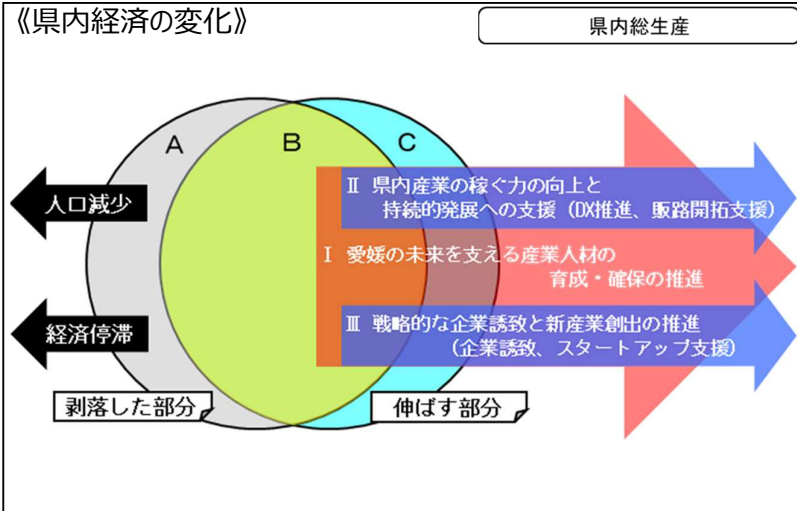 《県内経済の変化》
県内総生産
A
B
C
人口減少
経済停滞
Ⅱ 県内産業の稼ぐ力の向上と
持続的発展への支援（DX推進、販路開拓支援）
Ⅰ 愛媛の未来を支える産業人材の
育成・確保の推進
Ⅲ 戦略的な企業誘致と新産業創出の推進
（企業誘致、スタートアップ支援）
剥落した部分
伸ばす部分